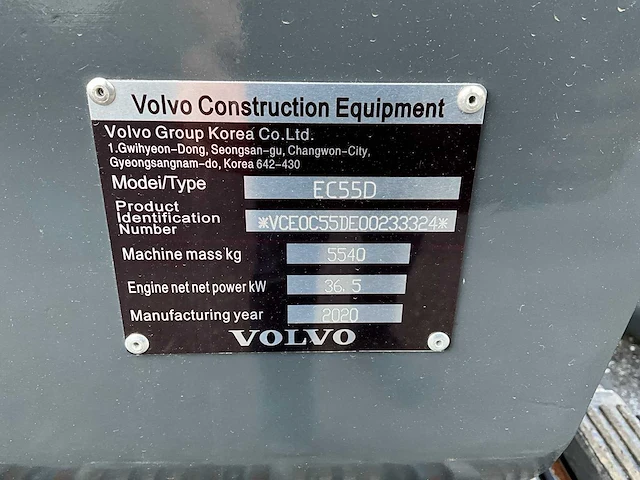 Volvo Construction Equipment
Volvo Group Korea Co.Ltd.
1.Gwihyeon-Dong, Seongsan-gu, Changwon-City,
Gyeongsangnam-do, Korea 642-430
Modei/Type EC55D
Product
Identification
Number *VCE0C55DE00233324*
Machine mass kg 5540
Engine net net power kW 36.5
Manufacturing year 2020
VOLVO